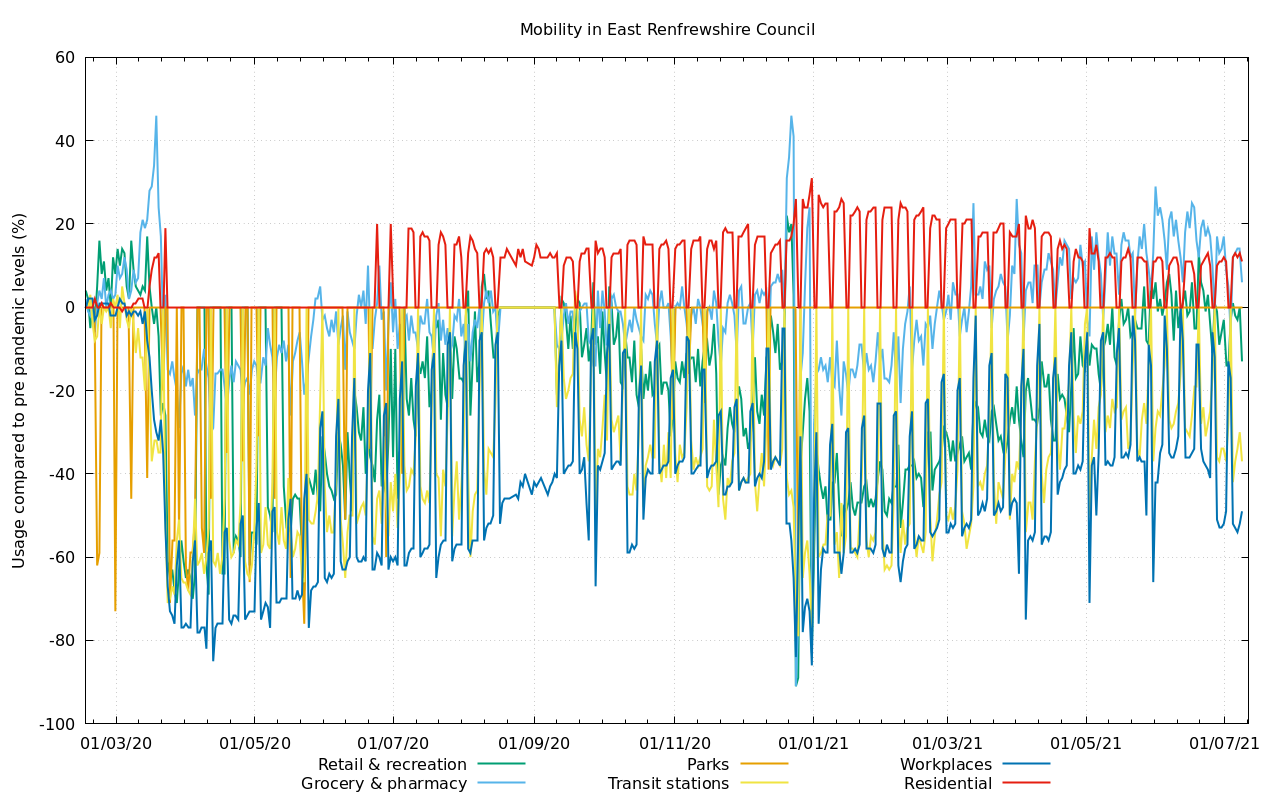 Mobility in East Renfrewshire Council
Usage compared to pre pandemic levels (%)
60
40
20
0
-20
-40
-60
-80
-100
01/03/20 01/05/20 01/07/20 01/09/20 01/11/20 01/01/21 01/03/21 01/05/21 01/07/21
Retail & recreation Parks Workplaces
Grocery & pharmacy Transit stations Residential